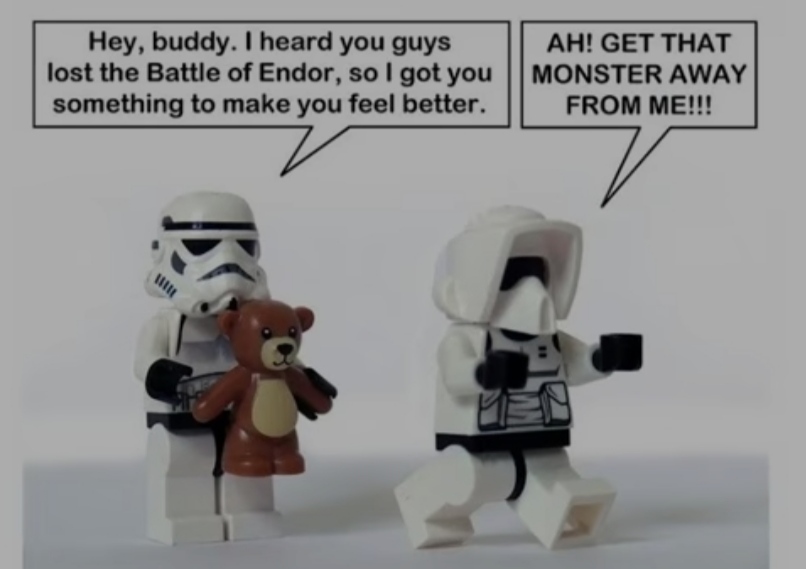 Hey, buddy. I heard you guys
lost the Battle of Endor, so I got you
something to make you feel better.
AH! GET THAT
MONSTER AWAY
FROM ME!!!